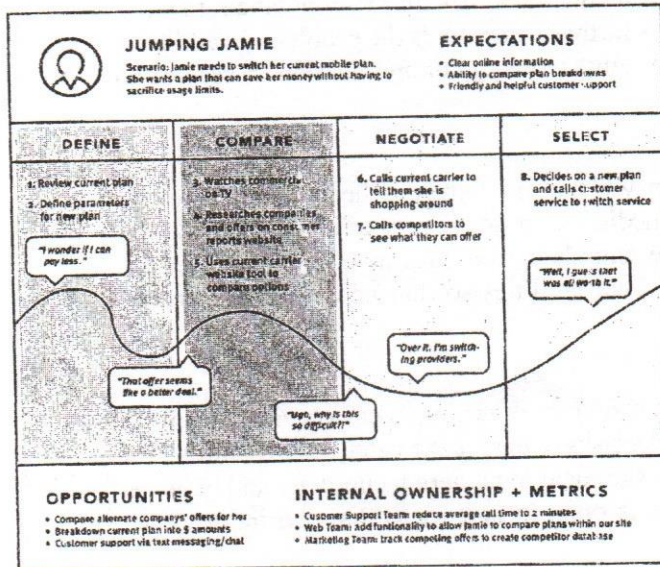 JUMPING JAMIE
Scenario: Jamie needs to switch her current mobile plan.
She wants a plan that can save her money without having to
sacrifice usage limits.
EXPECTATIONS
• Clear online information
• Ability to compare plan breakdowns
• Friendly and helpful customer support
DEFINE
1. Review current plan
2. Define parameters
for new plan
"I wonder if I can
pay less."
COMPARE
3. Watches commercials
on TV
4. Researches companies
and offers on consumer
reports website
5. Uses current carrier
website tool to
compare options
"That offer seems
like a better deal."
NEGOTIATE
6. Calls current carrier to
tell them she is
shopping around
7. Calls competitors to
see what they can offer
"Ugh, why is this
so difficult?!"
"Over it. I'm switch-
ing providers."
SELECT
8. Decides on a new plan
and calls customer
service to switch service
"Well, I guess that
was all worth it."
OPPORTUNITIES
• Compare alternate companys' offers for her
• Breakdown current plan into $ amounts
• Customer support via text messaging/chat
INTERNAL OWNERSHIP + METRICS
• Customer Support Team: reduce average call time to 2 minutes
• Web Team: add funtionality to allow Jamie to compare plans within our site
• Marketing Team: track competing offers to create competitor database